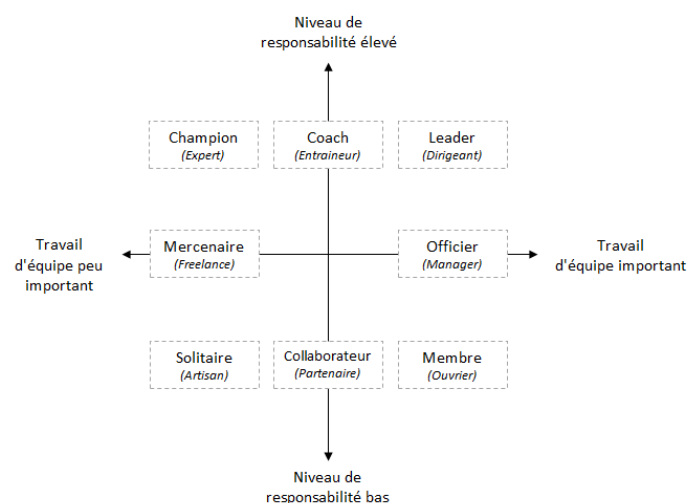 Niveau de
responsabilité élevé
Champion
(Expert)
Coach
(Entraineur)
Leader
(Dirigeant)
Travail
d'équipe peu
important
Mercenaire
(Freelance)
Officier
(Manager)
Travail
d'équipe important
Solitaire
(Artisan)
Collaborateur
(Partenaire)
Membre
(Ouvrier)
Niveau de
responsabilité bas